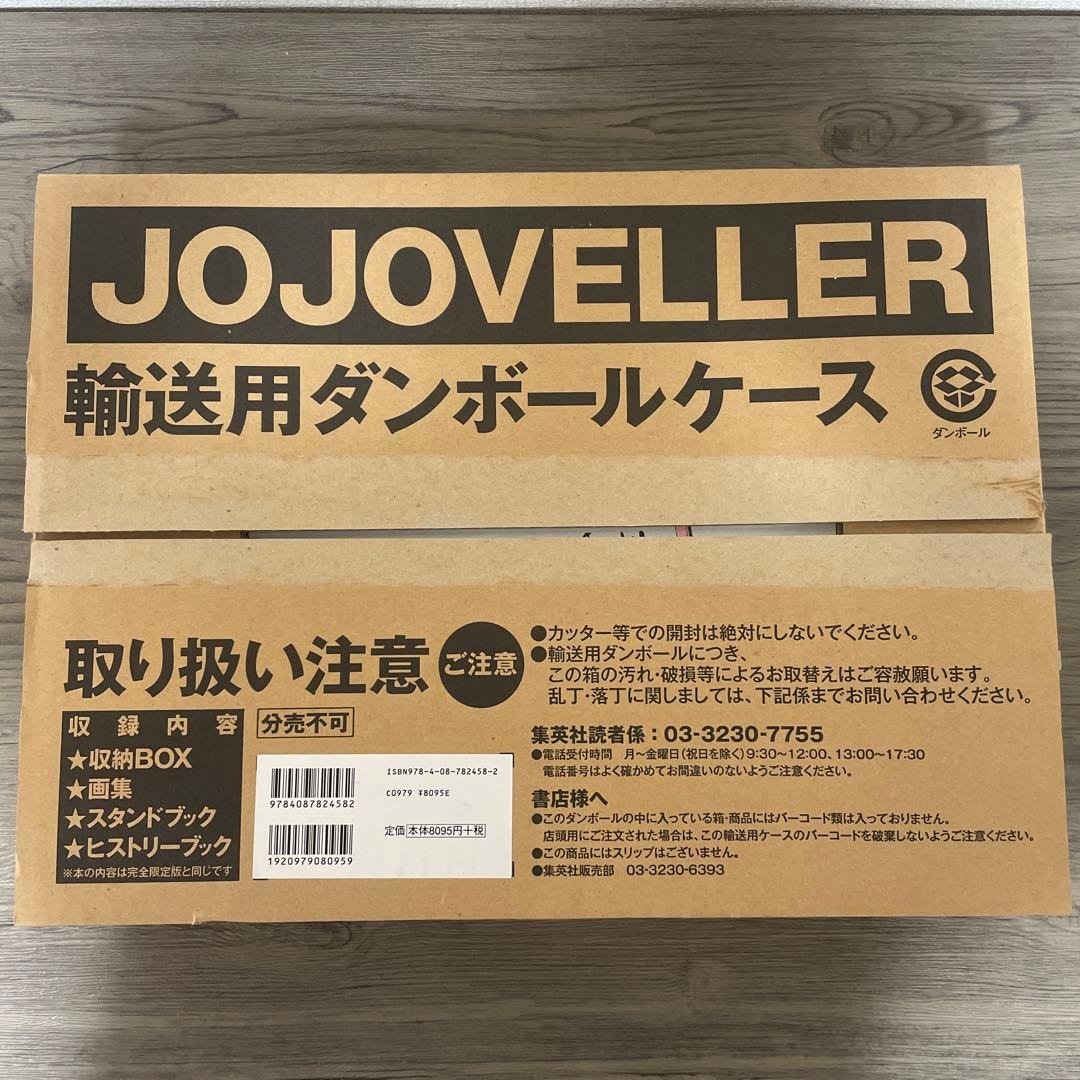 JOJOVELLER
輸送用ダンボールケース
ダンボール
取り扱い注意
ご注意
●カッター等での開封は絶対にしないでください。
●輸送用ダンボールにつき、
この箱の汚れ・破損等によるお取替えはご容赦願います。
乱丁・落丁に関しましては、下記係までお問い合わせください。
収録内容
★収納BOX
★画集
★スタンドブック
★ヒストリーブック
※本の内容は完全限定版と同じです
分売不可
ISBN978-4-08-782458-2
9784087824582
C0979 ¥8095E
定価 本体8095円+税
1920979080959
集英社読者係：03-3230-7755
●電話受付時間 月〜金曜日（祝日を除く）9:30〜12:00、13:00〜17:30
電話番号はよく確かめてお間違いのないようご注意ください。
書店様へ
●このダンボールの中に入っている箱・商品にはバーコード類は入っておりません。
店頭用にご注文された場合は、この輸送用ケースのバーコードを破棄しないようご注意ください。
●この商品にはスリップはございません。
●集英社販売部 03-3230-6393